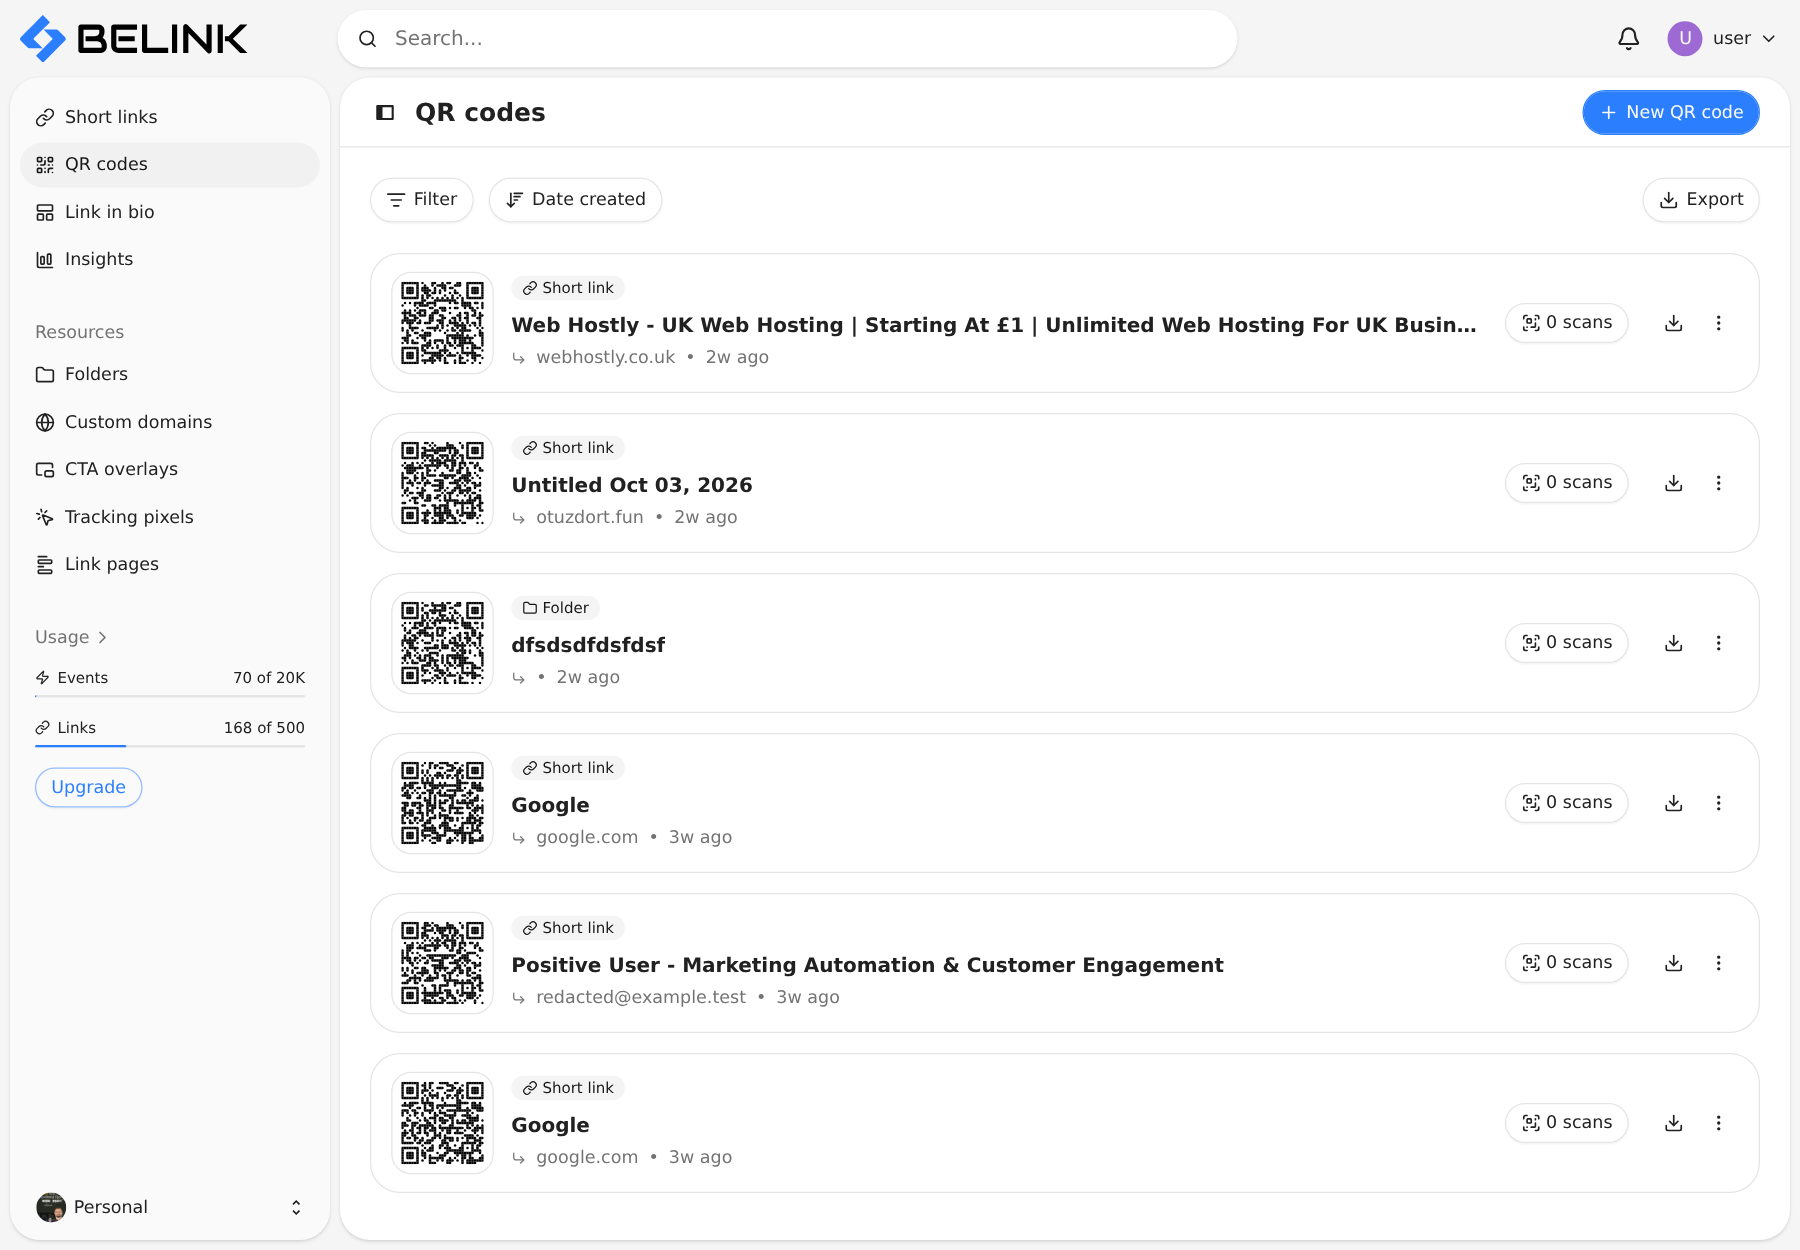 BELINK
Search...
U
user
Short links
QR codes
Link in bio
Insights
Resources
Folders
Custom domains
CTA overlays
Tracking pixels
Link pages
Usage
Events 70 of 20K
Links 168 of 500
Upgrade
Personal
QR codes
New QR code
Filter
Date created
Export
Short link
Web Hostly - UK Web Hosting | Starting At £1 | Unlimited Web Hosting For UK Busin...
webhostly.co.uk • 2w ago
0 scans
Short link
Untitled Oct 03, 2026
otuzdort.fun • 2w ago
0 scans
Folder
dfsdsdfdsfdsf
• 2w ago
0 scans
Short link
Google
google.com • 3w ago
0 scans
Short link
Positive User - Marketing Automation & Customer Engagement
redacted@example.test • 3w ago
0 scans
Short link
Google
google.com • 3w ago
0 scans